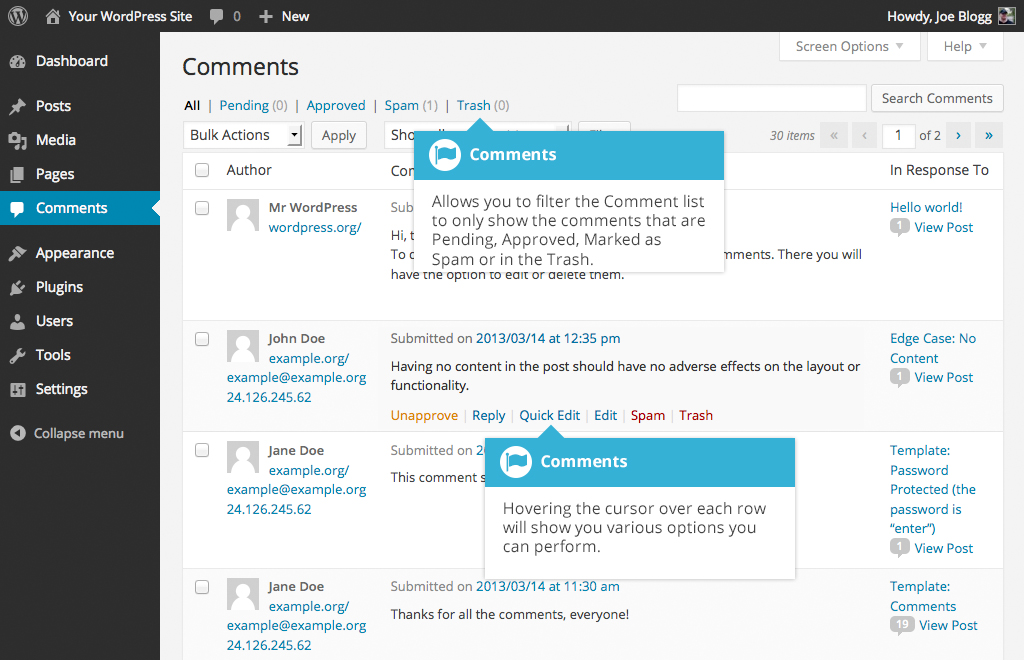 Your WordPress Site 0 New Howdy, Joe Blogg
Dashboard
Posts
Media
Pages
Comments
Appearance
Plugins
Users
Tools
Settings
Collapse menu
Screen Options Help
Comments
All | Pending (0) | Approved | Spam (1) | Trash (0)
Search Comments
Bulk Actions Apply
30 items « ‹ 1 of 2 › »
Comments
Allows you to filter the Comment list
to only show the comments that are
Pending, Approved, Marked as
Spam or in the Trash.
Author In Response To
Mr WordPress
wordpress.org/
Hi,
There you will
have the option to edit or delete them.
Hello world!
1 View Post
John Doe
example.org/
example@example.org
24.126.245.62
Submitted on 2013/03/14 at 12:35 pm
Having no content in the post should have no adverse effects on the layout or
functionality.
Unapprove | Reply | Quick Edit | Edit | Spam | Trash
Edge Case: No
Content
1 View Post
Jane Doe
example.org/
example@example.org
24.126.245.62
Submitted on
This comment
Comments
Hovering the cursor over each row
will show you various options you
can perform.
Template:
Password
Protected (the
password is
“enter”)
1 View Post
Jane Doe
example.org/
example@example.org
24.126.245.62
Submitted on 2013/03/14 at 11:30 am
Thanks for all the comments, everyone!
Template:
Comments
19 View Post